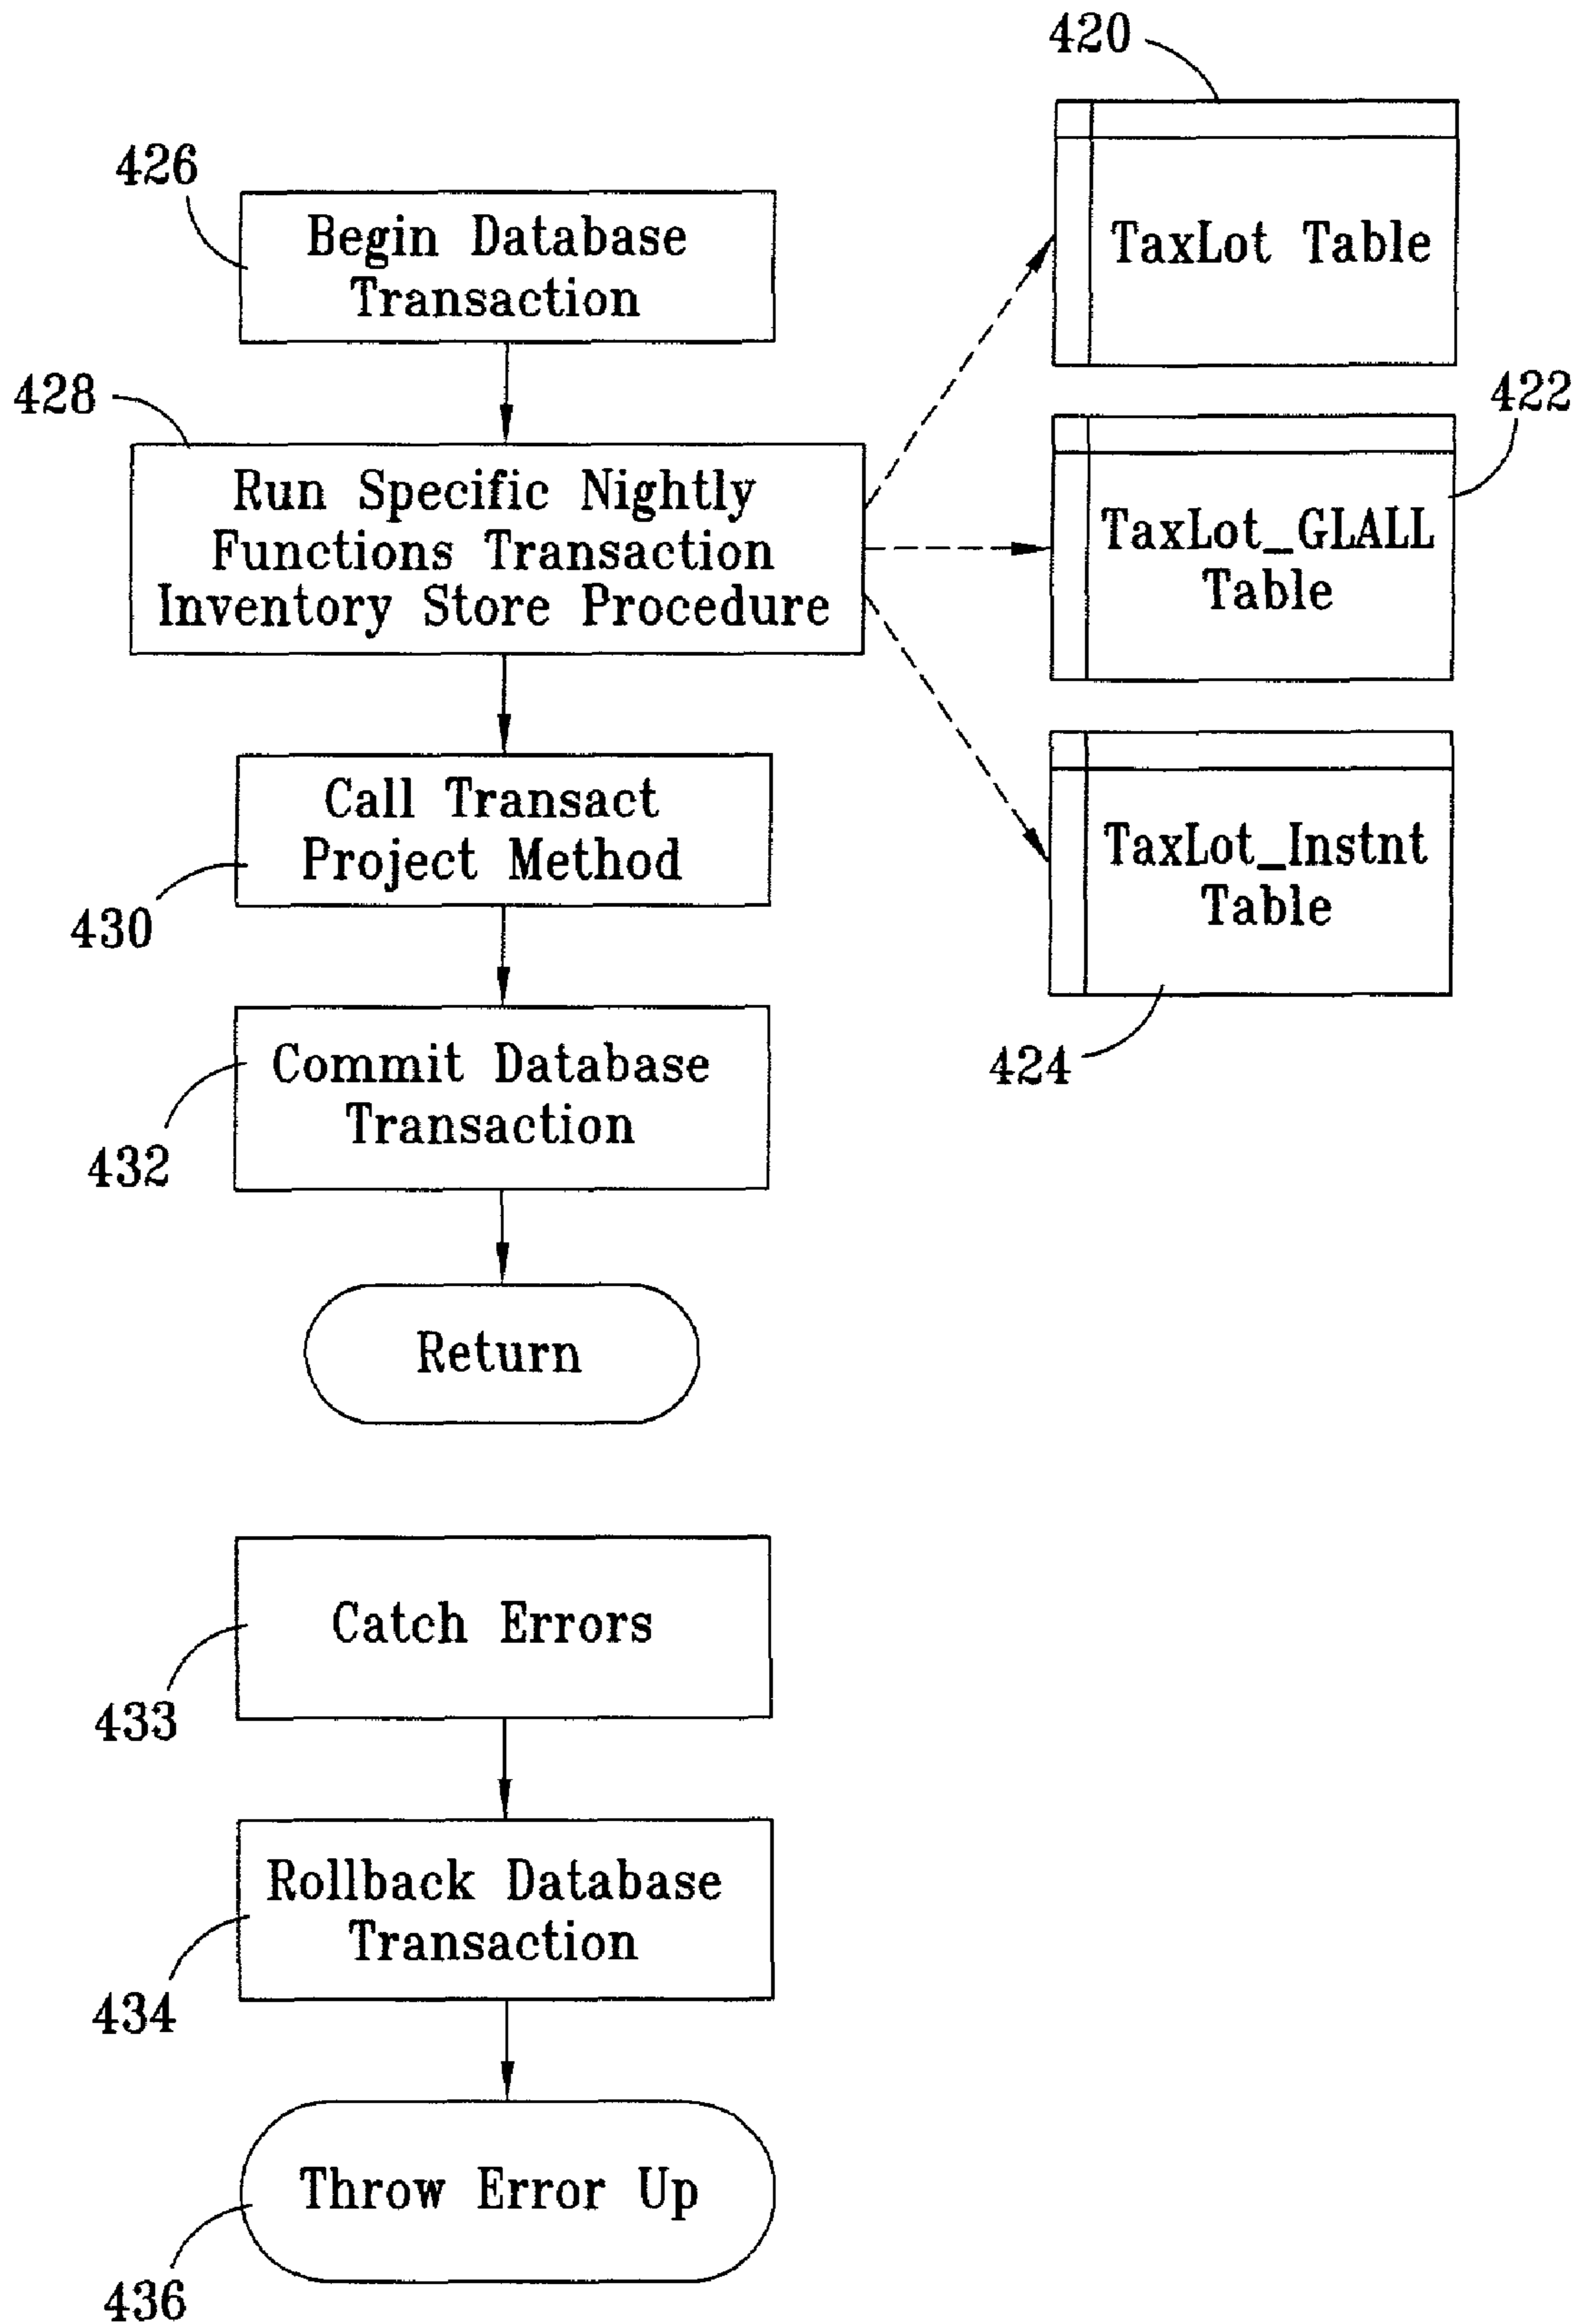 420
426
Begin Database
Transaction
TaxLot Table
428
Run Specific Nightly
Functions Transaction
Inventory Store Procedure
422
TaxLot_GLALL
Table
Call Transact
Project Method
430
TaxLot_Instnt
Table
424
Commit Database
Transaction
432
Return
Catch Errors
433
Rollback Database
Transaction
434
Throw Error Up
436